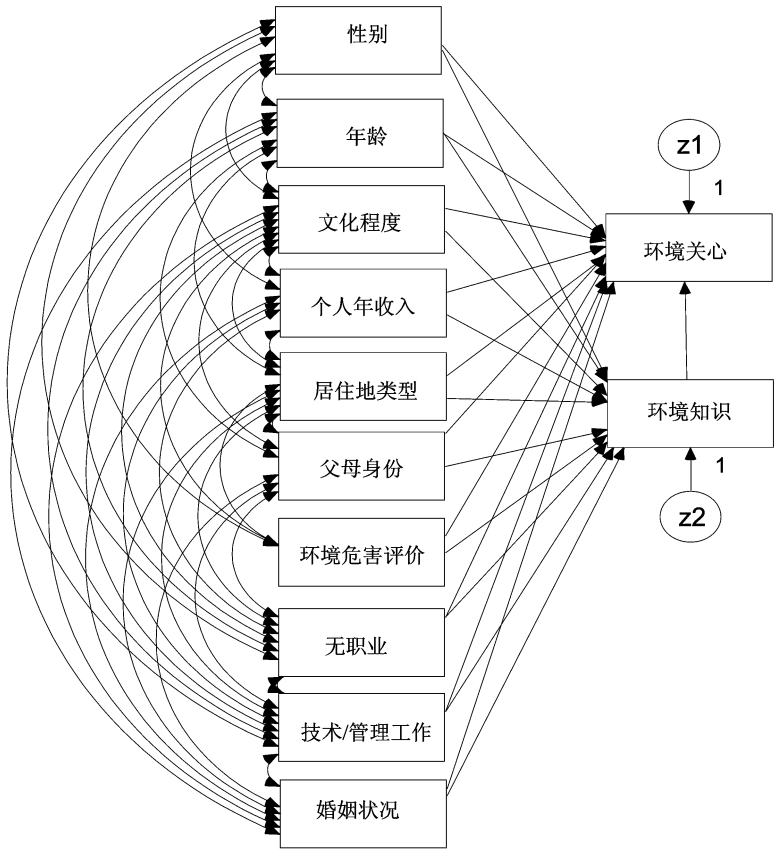 性别
年龄
文化程度
个人年收入
居住地类型
父母身份
环境危害评价
无职业
技术/管理工作
婚姻状况
z1
1
环境关心
环境知识
1
z2